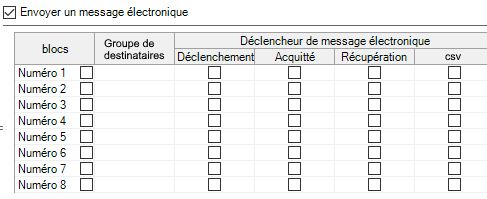 Envoyer un message électronique
blocs
Groupe de
destinataires
Déclencheur de message électronique
Déclenchement
Acquitté
Récupération
csv
Numéro 1
Numéro 2
Numéro 3
Numéro 4
Numéro 5
Numéro 6
Numéro 7
Numéro 8